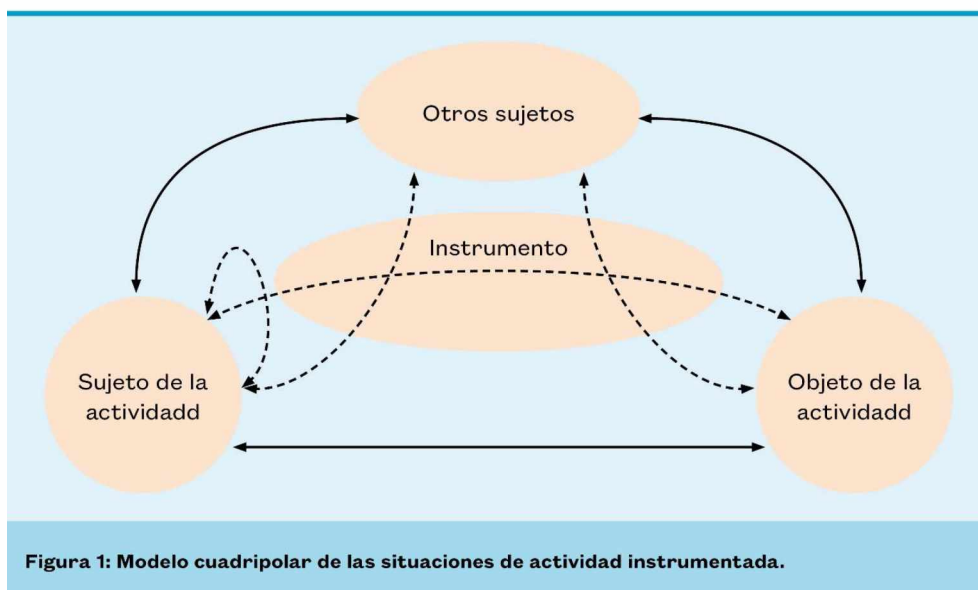 Otros sujetos
Instrumento
Sujeto de la
actividadd
Objeto de la
actividadd
Figura 1: Modelo cuadripolar de las situaciones de actividad instrumentada.